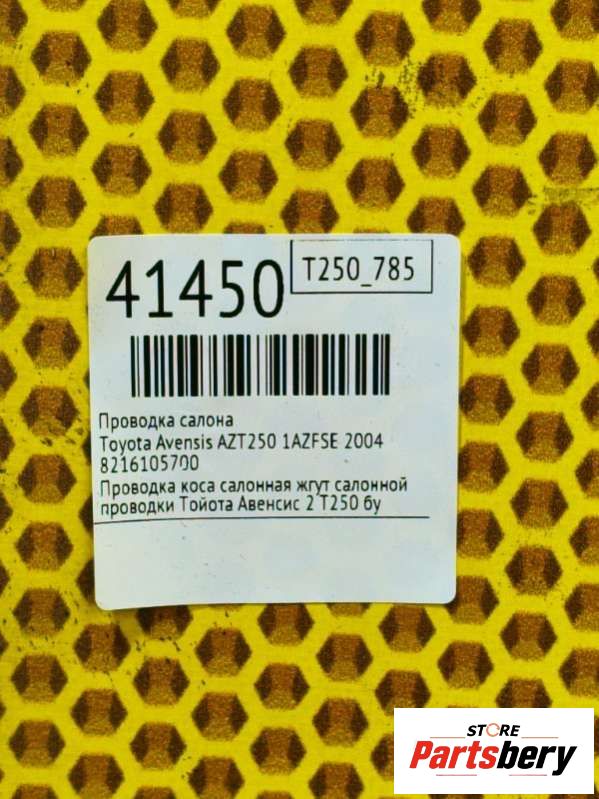 41450
T250_785
Проводка салона
Toyota Avensis AZT250 1AZFSE 2004
8216105700
Проводка коса салонная жгут салонной
проводки Тойота Авенсис 2 Т250 бу
STORE
Partsbery